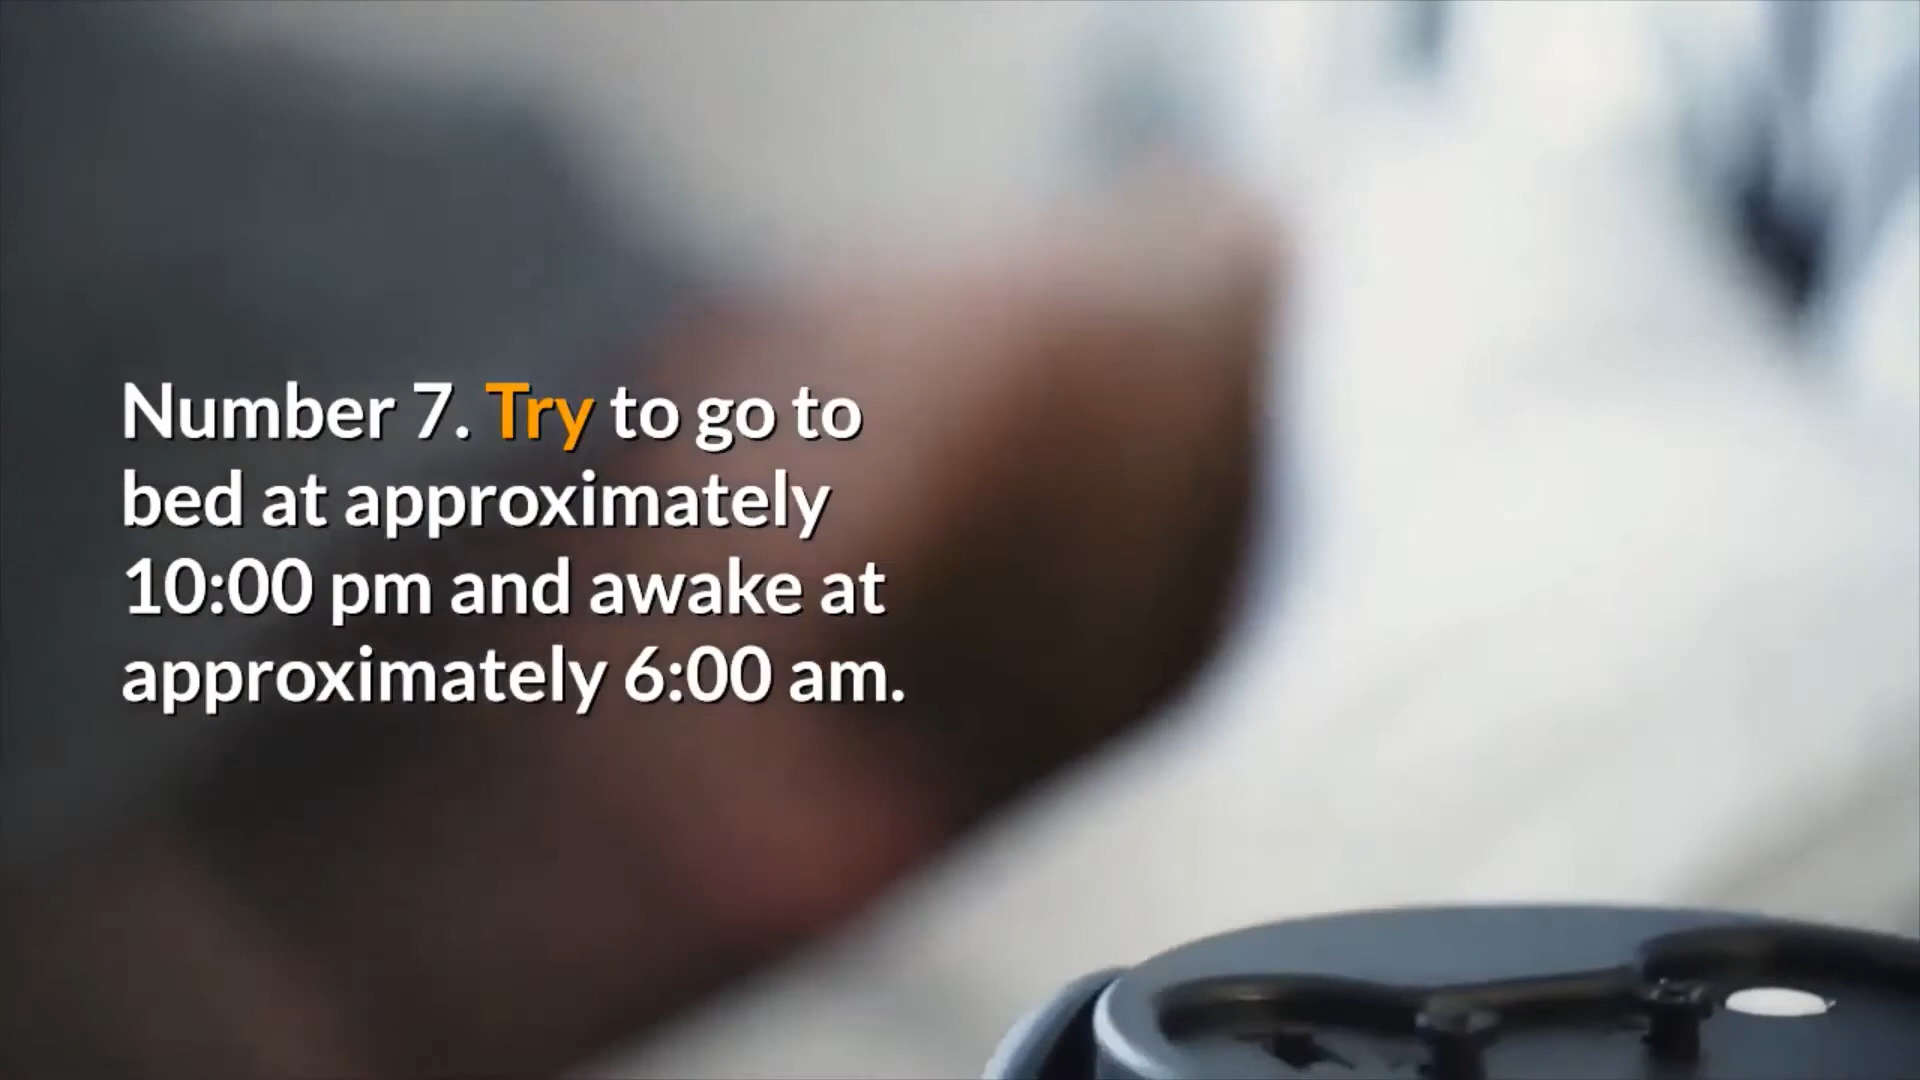 Number 7. Try to go to
bed at approximately
10:00 pm and awake at
approximately 6:00 am.